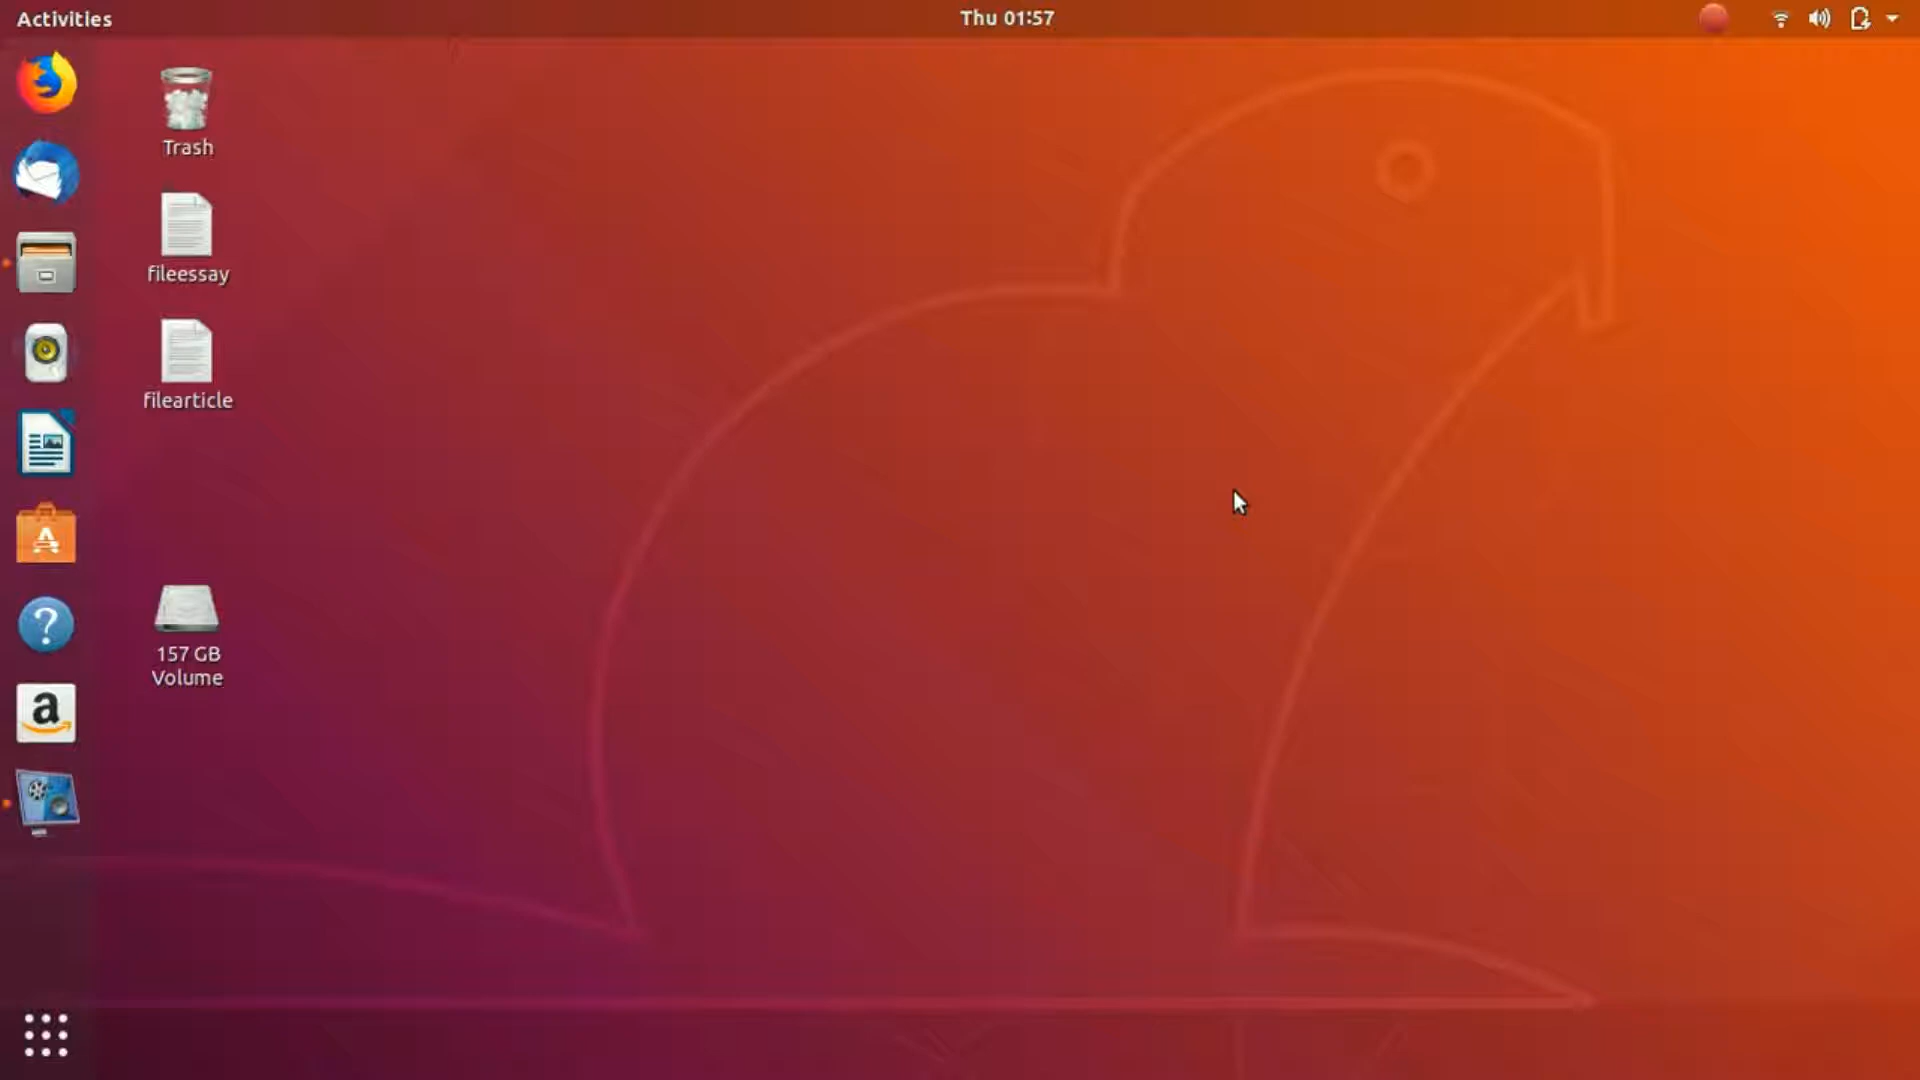 Activities
Thu 01:57
Trash
fileessay
filearticle
157 GB
Volume